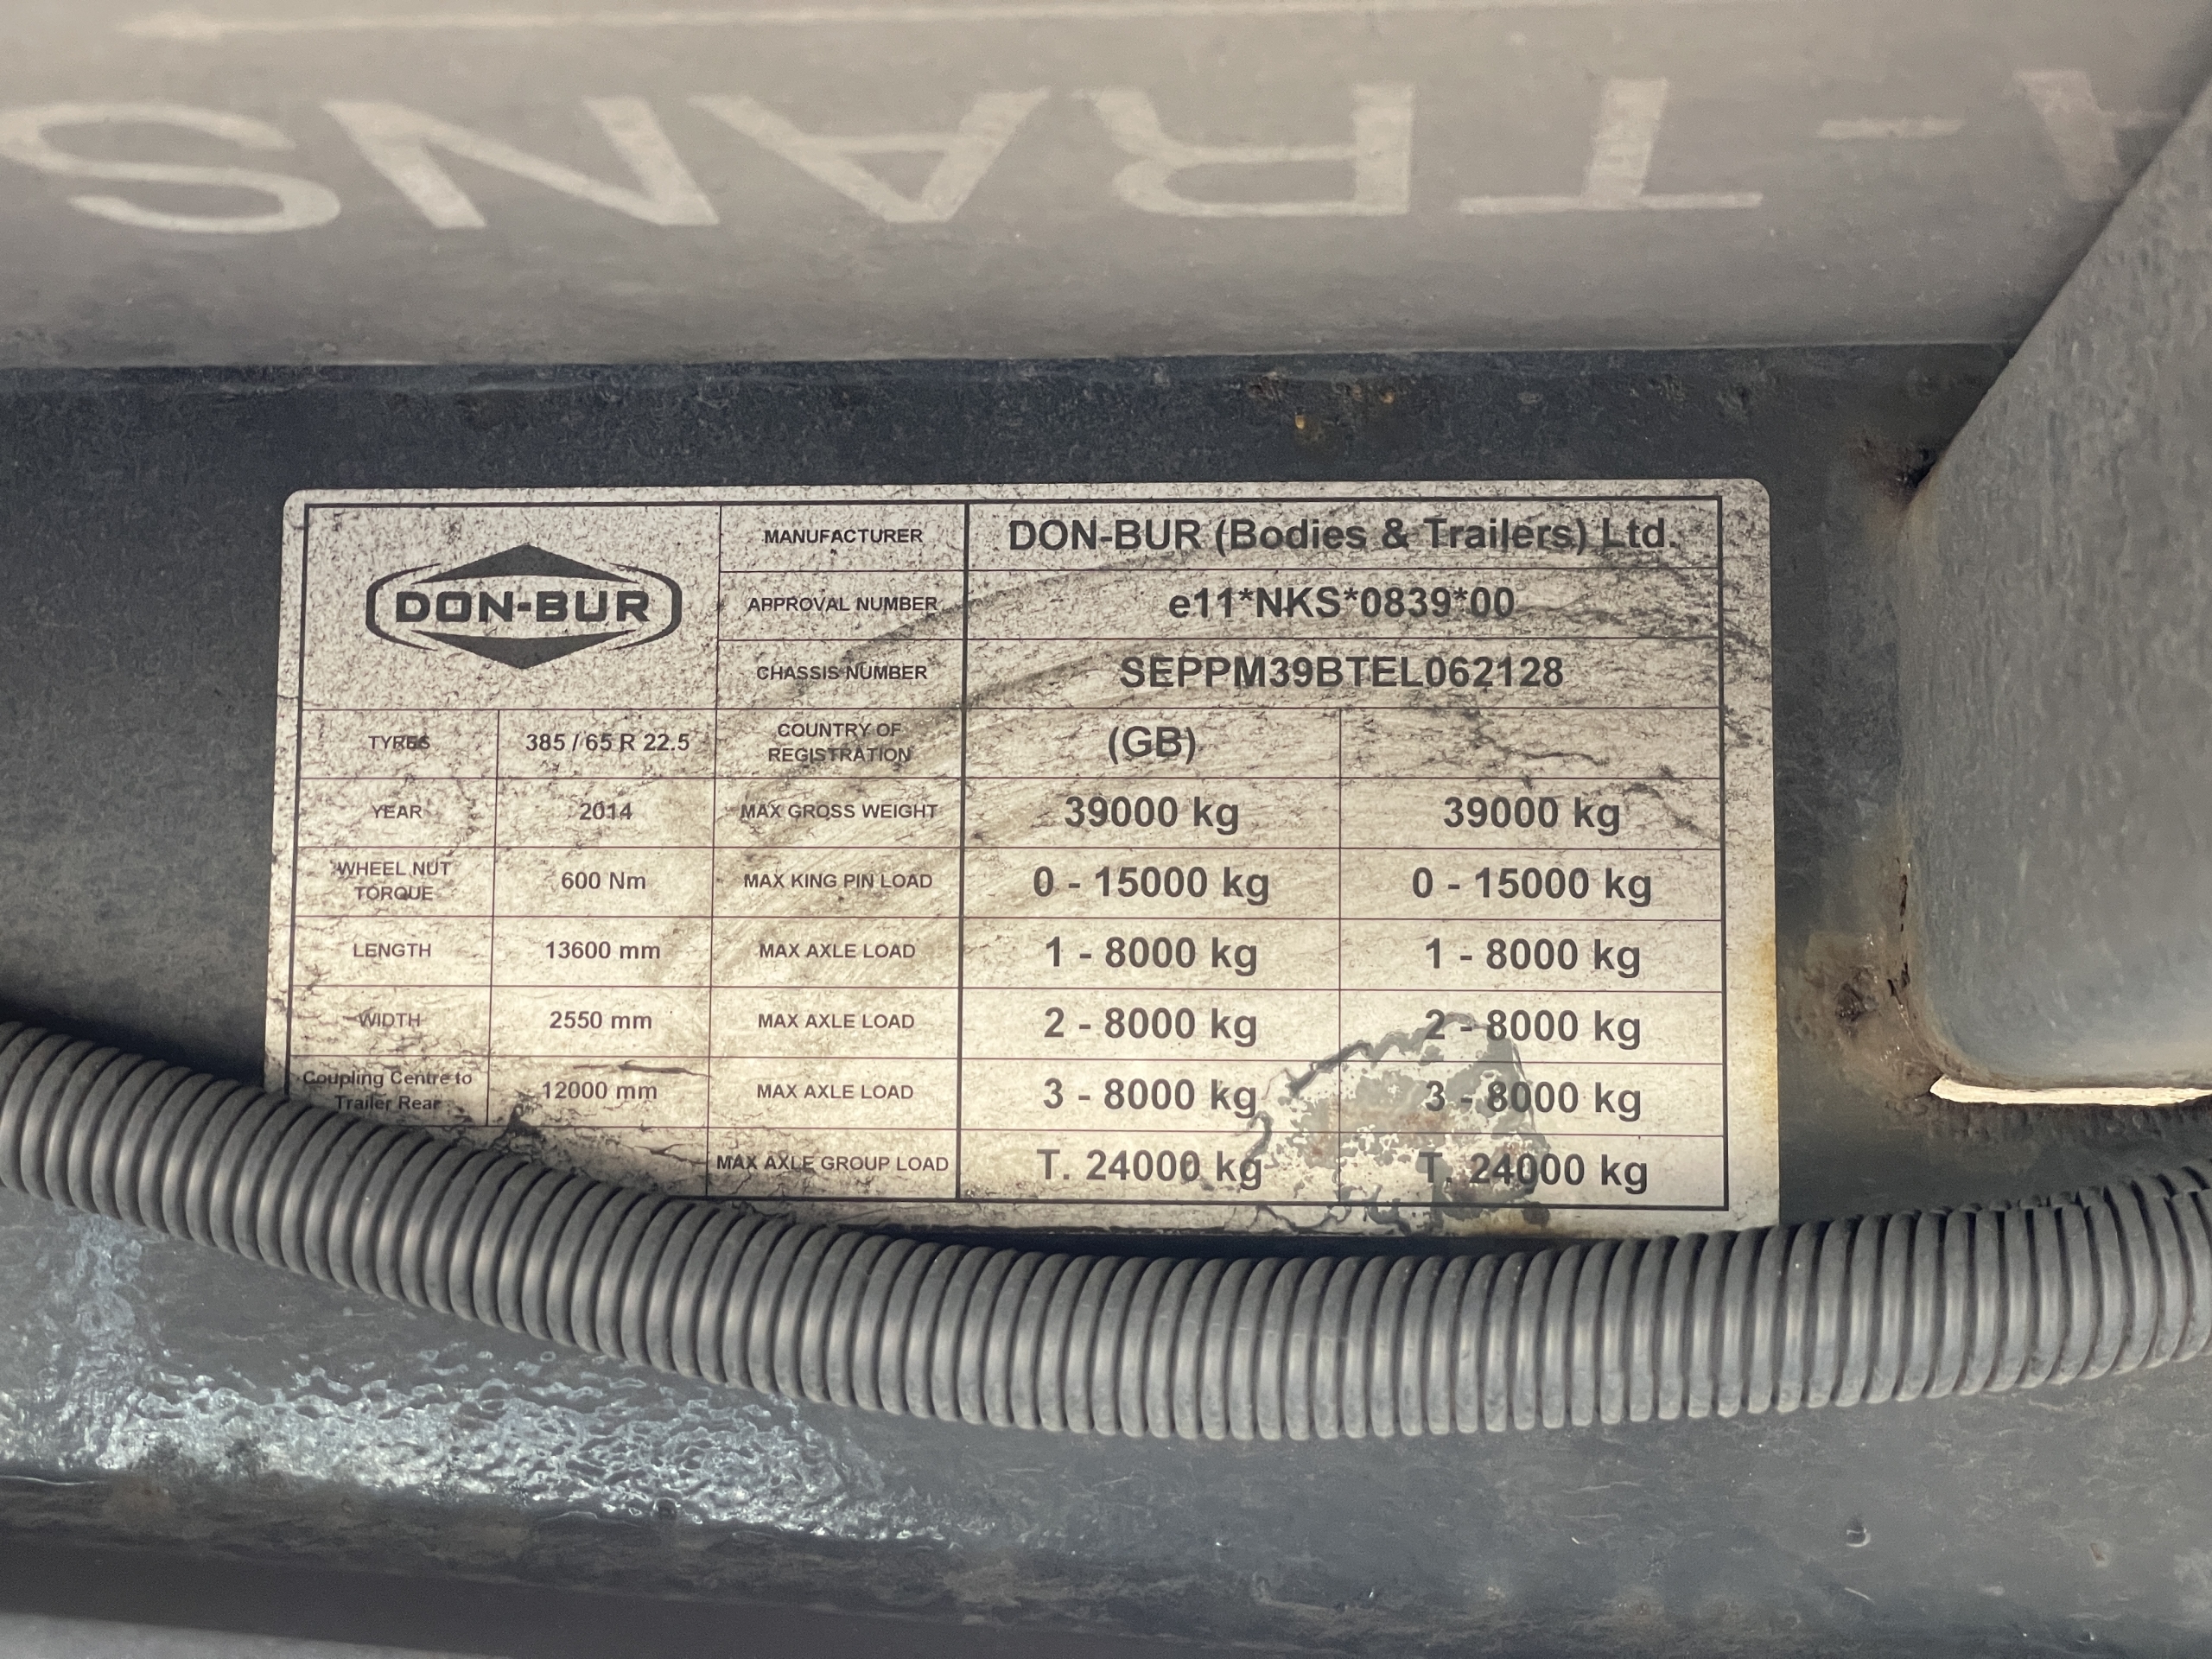 A-TRANS
DON-BUR
MANUFACTURER DON-BUR (Bodies & Trailers) Ltd.
APPROVAL NUMBER e11*NKS*0839*00
CHASSIS NUMBER SEPPM39BTEL062128
TYRES 385 / 65 R 22.5 COUNTRY OF REGISTRATION (GB)
YEAR 2014 MAX GROSS WEIGHT 39000 kg 39000 kg
WHEEL NUT TORQUE 600 Nm MAX KING PIN LOAD 0 - 15000 kg 0 - 15000 kg
LENGTH 13600 mm MAX AXLE LOAD 1 - 8000 kg 1 - 8000 kg
WIDTH 2550 mm MAX AXLE LOAD 2 - 8000 kg 2 - 8000 kg
Coupling Centre to Trailer Rear 12000 mm MAX AXLE LOAD 3 - 8000 kg 3 - 8000 kg
MAX AXLE GROUP LOAD T. 24000 kg T. 24000 kg